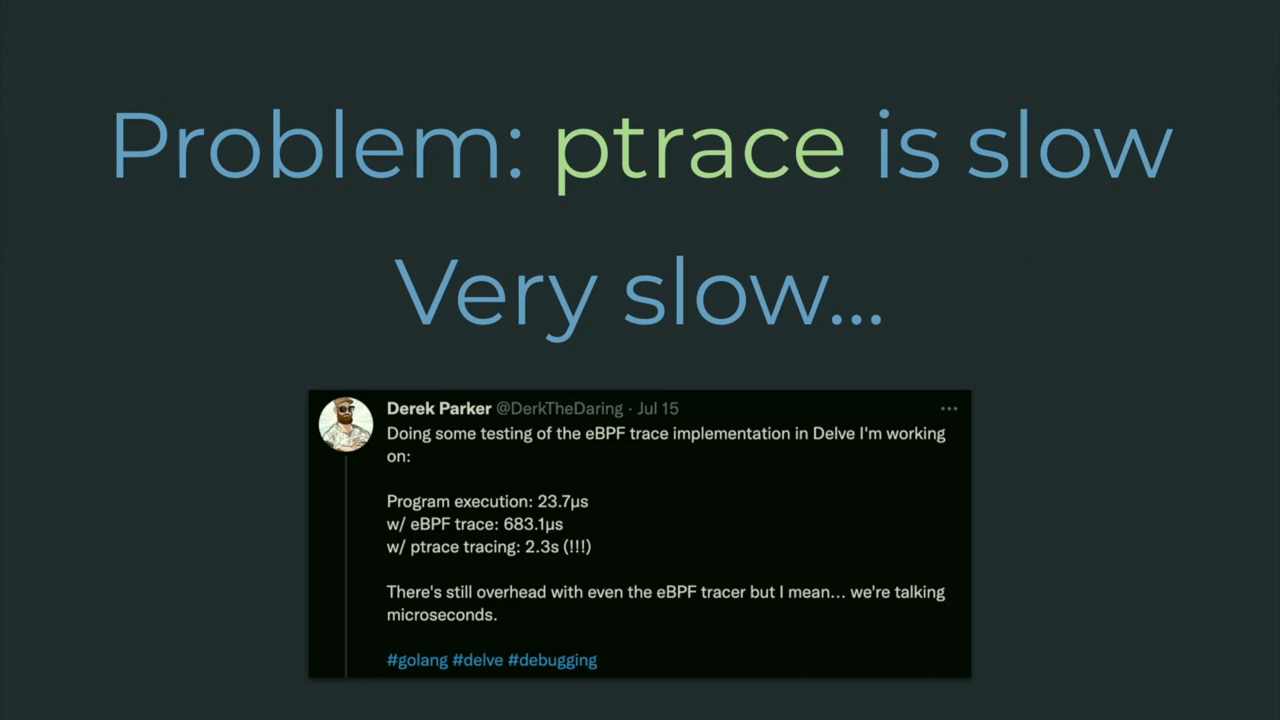 Problem: ptrace is slow
Very slow...
Derek Parker @DerkTheDaring · Jul 15
Doing some testing of the eBPF trace implementation in Delve I'm working
on:
Program execution: 23.7µs
w/ eBPF trace: 683.1µs
w/ ptrace tracing: 2.3s (!!!)
There's still overhead with even the eBPF tracer but I mean... we're talking
microseconds.
#golang #delve #debugging